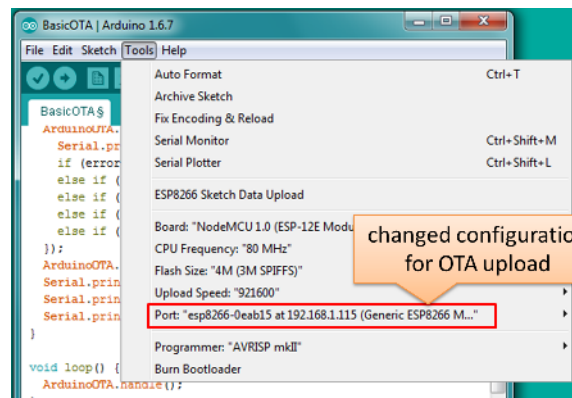 BasicOTA | Arduino 1.6.7
File Edit Sketch Tools Help
Auto Format Ctrl+T
Archive Sketch
BasicOTA§
Fix Encoding & Reload
ArduinoOTA.
Serial.pr
Serial Monitor Ctrl+Shift+M
if (error
Serial Plotter Ctrl+Shift+L
else if (
else if (
ESP8266 Sketch Data Upload
else if (
else if (
Board: "NodeMCU 1.0 (ESP-12E Modu
changed configuratio
for OTA upload
});
CPU Frequency: "80 MHz"
ArduinoOTA.
Flash Size: "4M (3M SPIFFS)"
Serial.prin
Upload Speed: "921600"
Serial.prin
Serial.prin
Port: "esp8266-0eab15 at 192.168.1.115 (Generic ESP8266 M..."
}
Programmer: "AVRISP mkII"
void loop() {
Burn Bootloader
ArduinoOTA.handle();